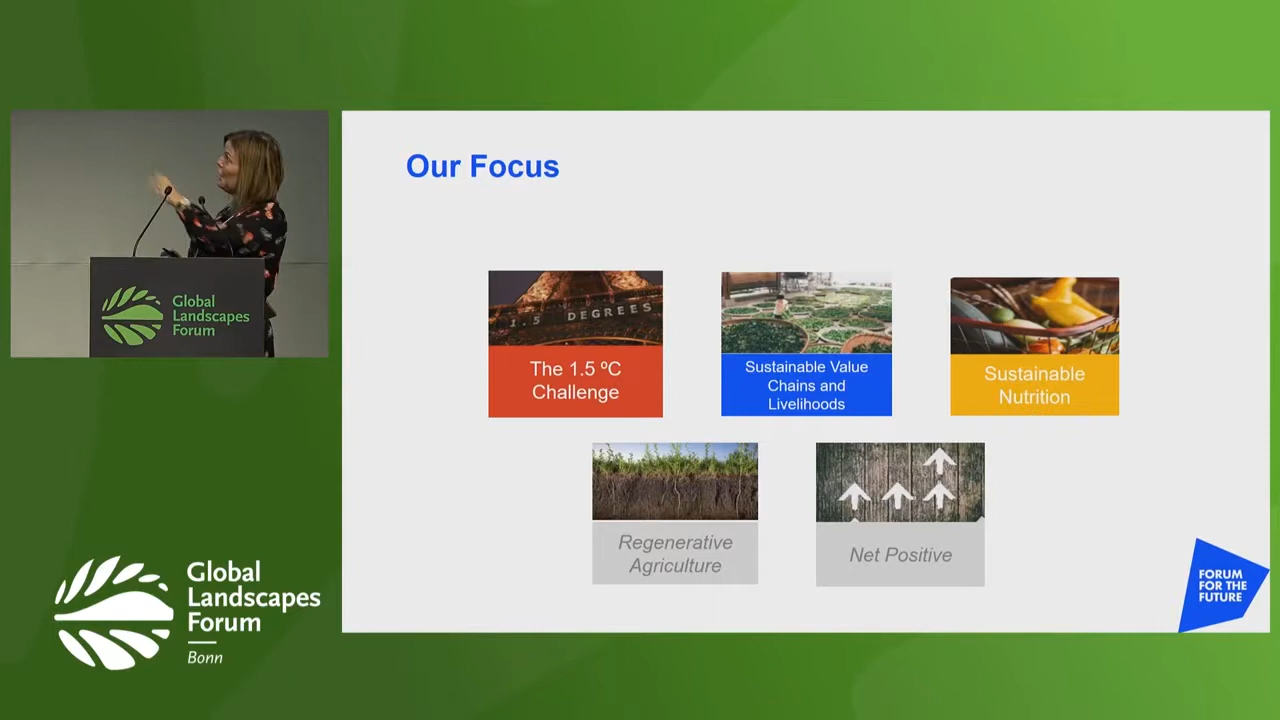 Global
Landscapes
Forum
Our Focus
1.5 DEGREES
The 1.5 ºC
Challenge
Sustainable Value
Chains and
Livelihoods
Sustainable
Nutrition
Regenerative
Agriculture
Net Positive
FORUM
FOR THE
FUTURE
Global
Landscapes
Forum
Bonn